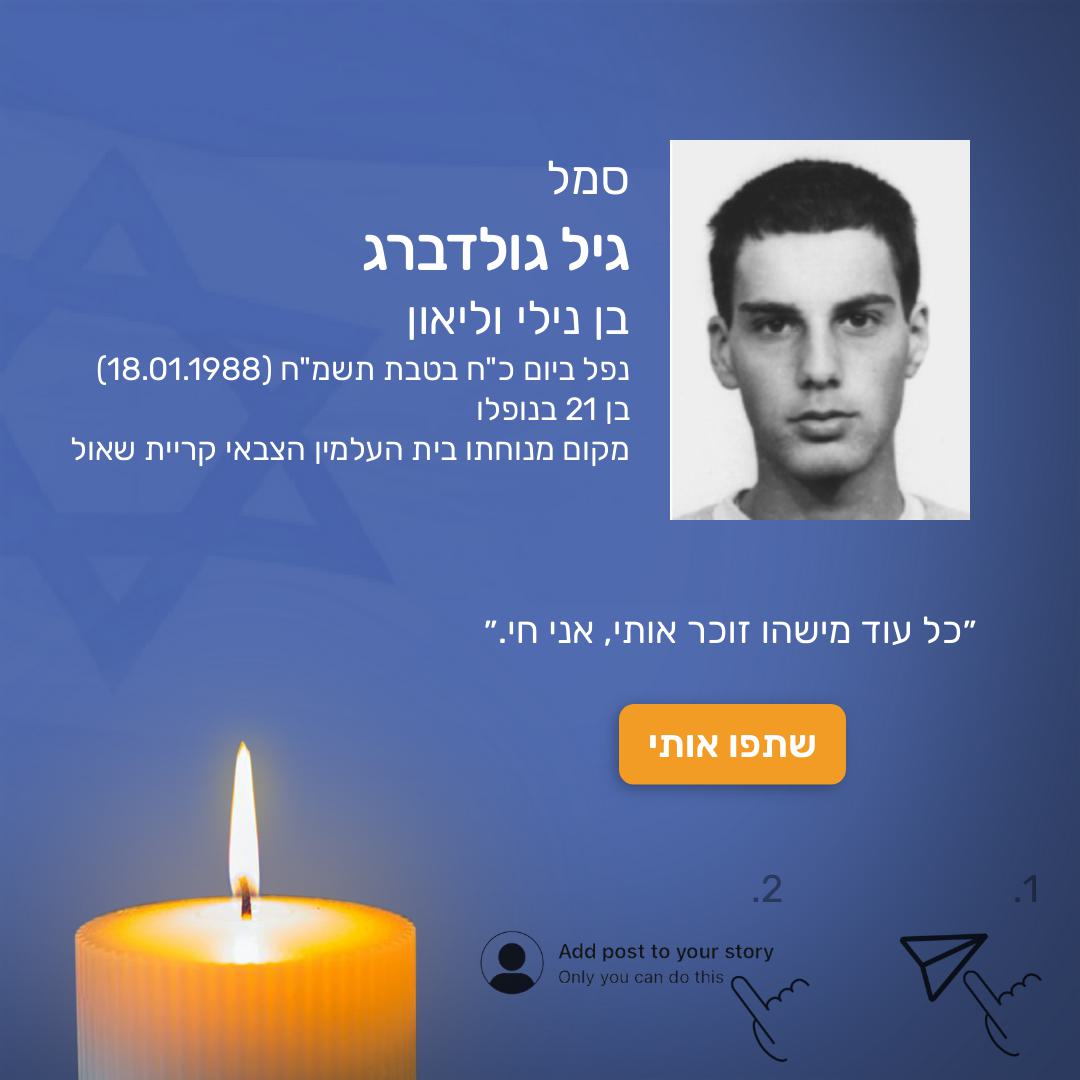 סמל
גיל גולדברג
בן נילי וליאון
נפל ביום כ"ח בטבת תשמ"ח (18.01.1988)
בן 21 בנופלו
מקום מנוחתו בית העלמין הצבאי קריית שאול
״כל עוד מישהו זוכר אותי, אני חי.״
שתפו אותי
.1
.2
Add post to your story
Only you can do this